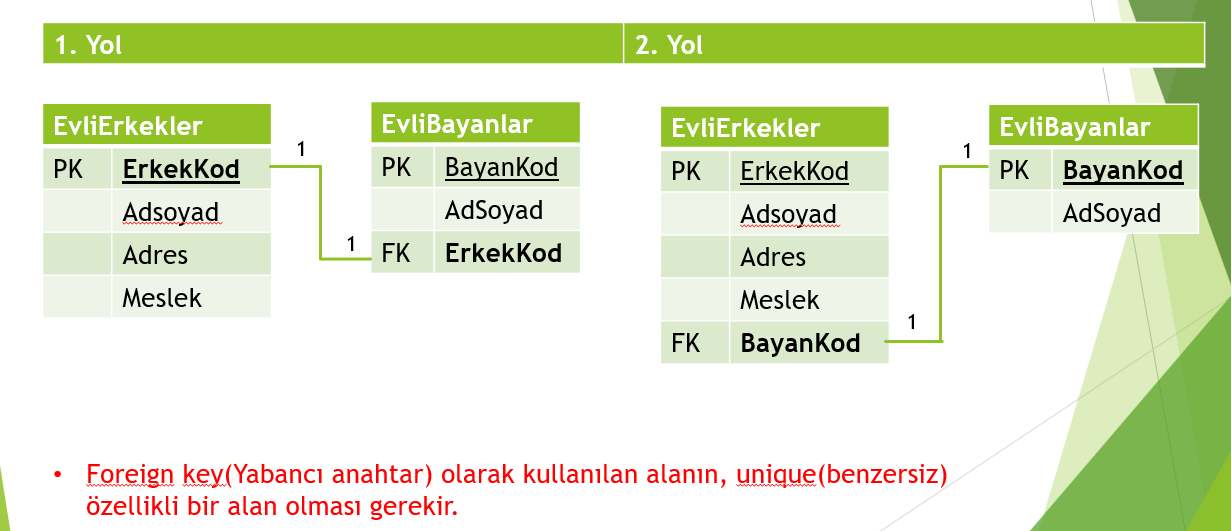 1. Yol
2. Yol
EvliErkekler
PK ErkekKod
Adsoyad
Adres
Meslek
1
1
EvliBayanlar
PK BayanKod
AdSoyad
FK ErkekKod
EvliErkekler
PK ErkekKod
Adsoyad
Adres
Meslek
FK BayanKod
1
1
EvliBayanlar
PK BayanKod
AdSoyad
• Foreign key(Yabancı anahtar) olarak kullanılan alanın, unique(benzersiz)
özellikli bir alan olması gerekir.